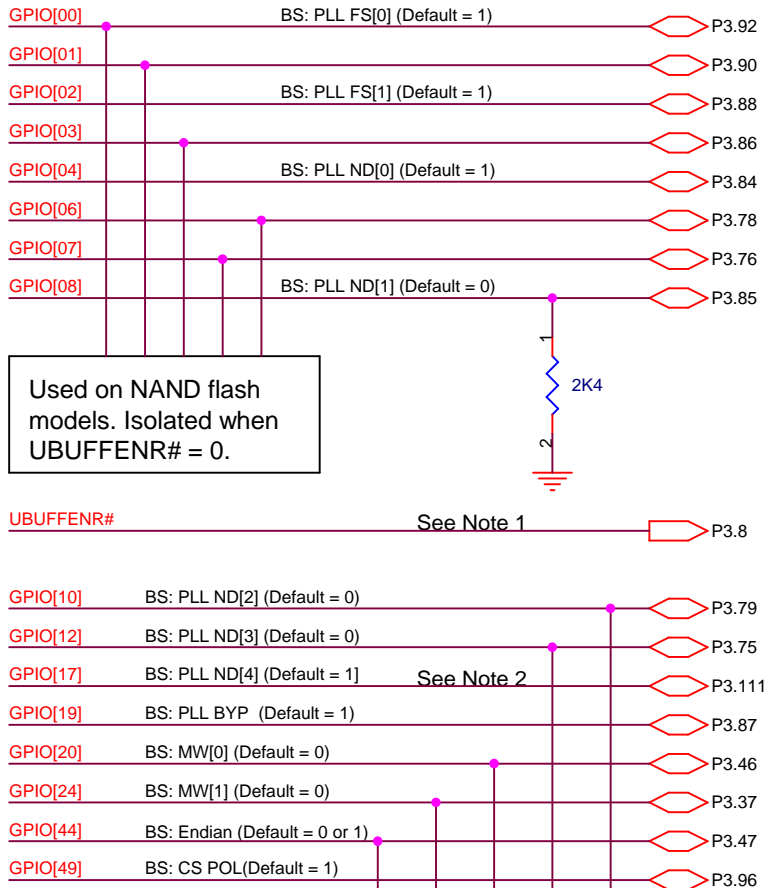 GPIO[00] BS: PLL FS[0] (Default = 1) P3.92
GPIO[01] P3.90
GPIO[02] BS: PLL FS[1] (Default = 1) P3.88
GPIO[03] P3.86
GPIO[04] BS: PLL ND[0] (Default = 1) P3.84
GPIO[06] P3.78
GPIO[07] P3.76
GPIO[08] BS: PLL ND[1] (Default = 0) P3.85
1
2K4
2
Used on NAND flash
models. Isolated when
UBUFFENR# = 0.
UBUFFENR# See Note 1 P3.8
GPIO[10] BS: PLL ND[2] (Default = 0) P3.79
GPIO[12] BS: PLL ND[3] (Default = 0) P3.75
GPIO[17] BS: PLL ND[4] (Default = 1] See Note 2 P3.111
GPIO[19] BS: PLL BYP (Default = 1) P3.87
GPIO[20] BS: MW[0] (Default = 0) P3.46
GPIO[24] BS: MW[1] (Default = 0) P3.37
GPIO[44] BS: Endian (Default = 0 or 1) P3.47
GPIO[49] BS: CS POL(Default = 1) P3.96